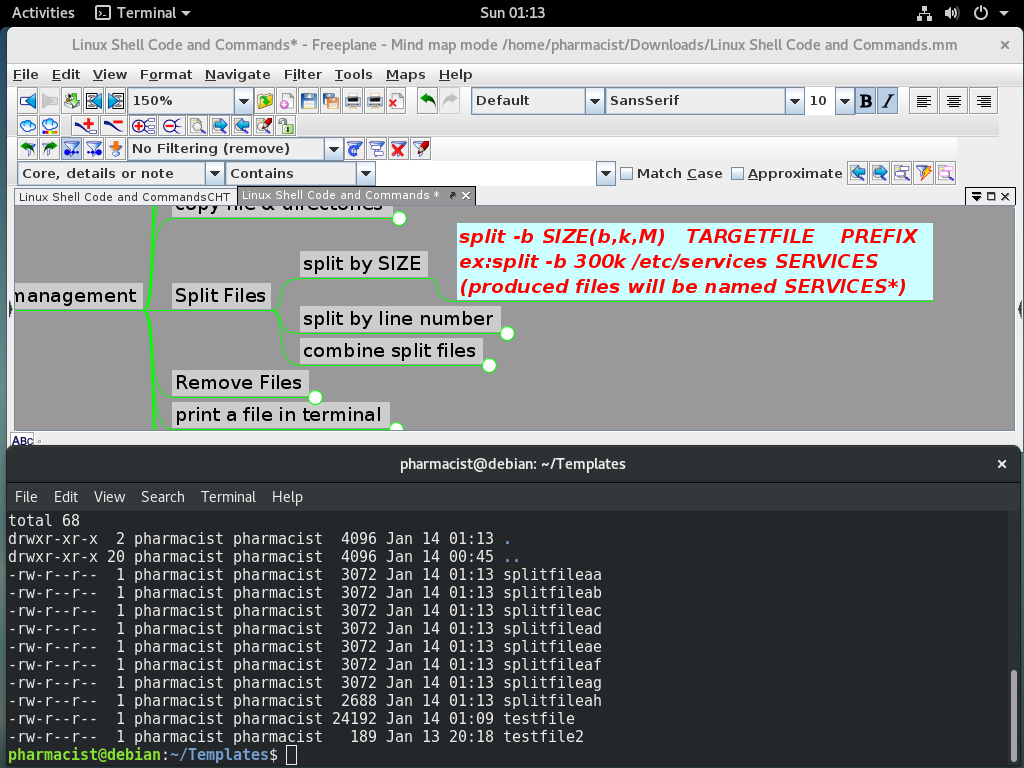 Activities Terminal Sun 01:13
Linux Shell Code and Commands* - Freeplane - Mind map mode /home/pharmacist/Downloads/Linux Shell Code and Commands.mm
File Edit View Format Navigate Filter Tools Maps Help
150% Default SansSerif 10 B I
No Filtering (remove)
Core, details or note Contains Match Case Approximate
Linux Shell Code and CommandsCHT Linux Shell Code and Commands *
copy file & directories
split -b SIZE(b,k,M) TARGETFILE PREFIX
split by SIZE ex:split -b 300k /etc/services SERVICES
management Split Files (produced files will be named SERVICES*)
split by line number
combine split files
Remove Files
print a file in terminal
ABC
pharmacist@debian: ~/Templates
File Edit View Search Terminal Help
total 68
drwxr-xr-x 2 pharmacist pharmacist 4096 Jan 14 01:13 .
drwxr-xr-x 20 pharmacist pharmacist 4096 Jan 14 00:45 ..
-rw-r--r-- 1 pharmacist pharmacist 3072 Jan 14 01:13 splitfileaa
-rw-r--r-- 1 pharmacist pharmacist 3072 Jan 14 01:13 splitfileab
-rw-r--r-- 1 pharmacist pharmacist 3072 Jan 14 01:13 splitfileac
-rw-r--r-- 1 pharmacist pharmacist 3072 Jan 14 01:13 splitfilead
-rw-r--r-- 1 pharmacist pharmacist 3072 Jan 14 01:13 splitfileae
-rw-r--r-- 1 pharmacist pharmacist 3072 Jan 14 01:13 splitfileaf
-rw-r--r-- 1 pharmacist pharmacist 3072 Jan 14 01:13 splitfileag
-rw-r--r-- 1 pharmacist pharmacist 2688 Jan 14 01:13 splitfileah
-rw-r--r-- 1 pharmacist pharmacist 24192 Jan 14 01:09 testfile
-rw-r--r-- 1 pharmacist pharmacist 189 Jan 13 20:18 testfile2
pharmacist@debian:~/Templates$